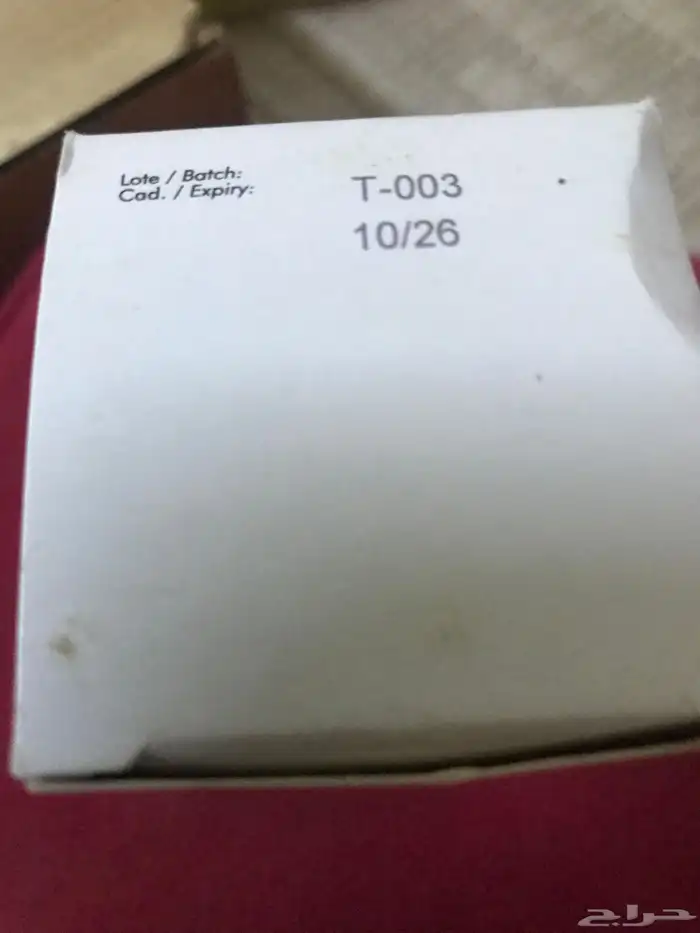 Lote / Batch: T-003
Cad. / Expiry: 10/26
حراج